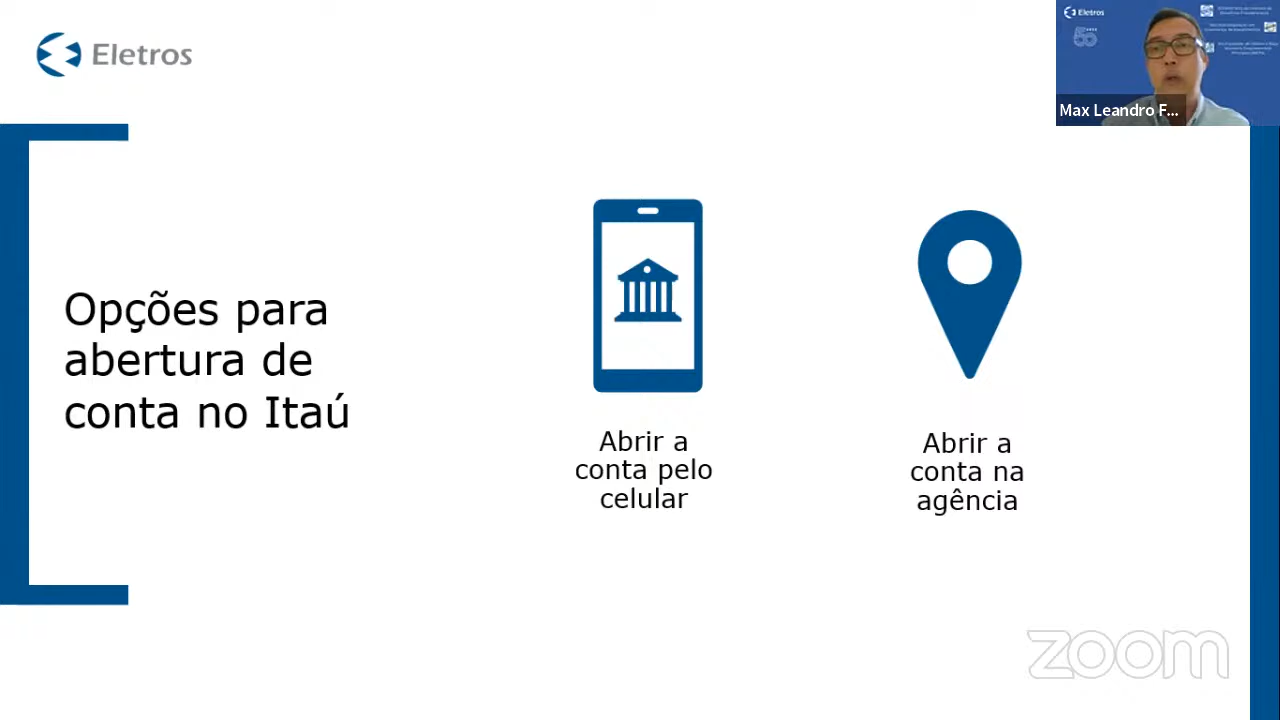 Eletros
Eletros
Max Leandro F...
Opções para
abertura de
conta no Itaú
Abrir a
conta pelo
celular
Abrir a
conta na
agência
zoom